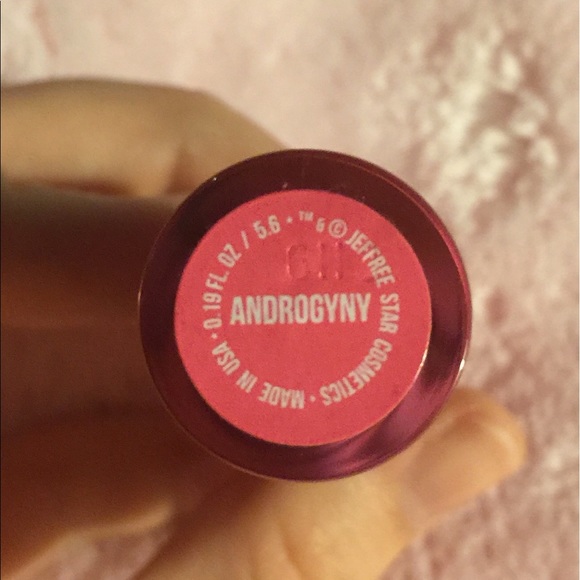 ANDROGYNY
™ & © JEFFREE STAR COSMETICS • MADE IN USA • 0.19 FL. OZ / 5.6 •